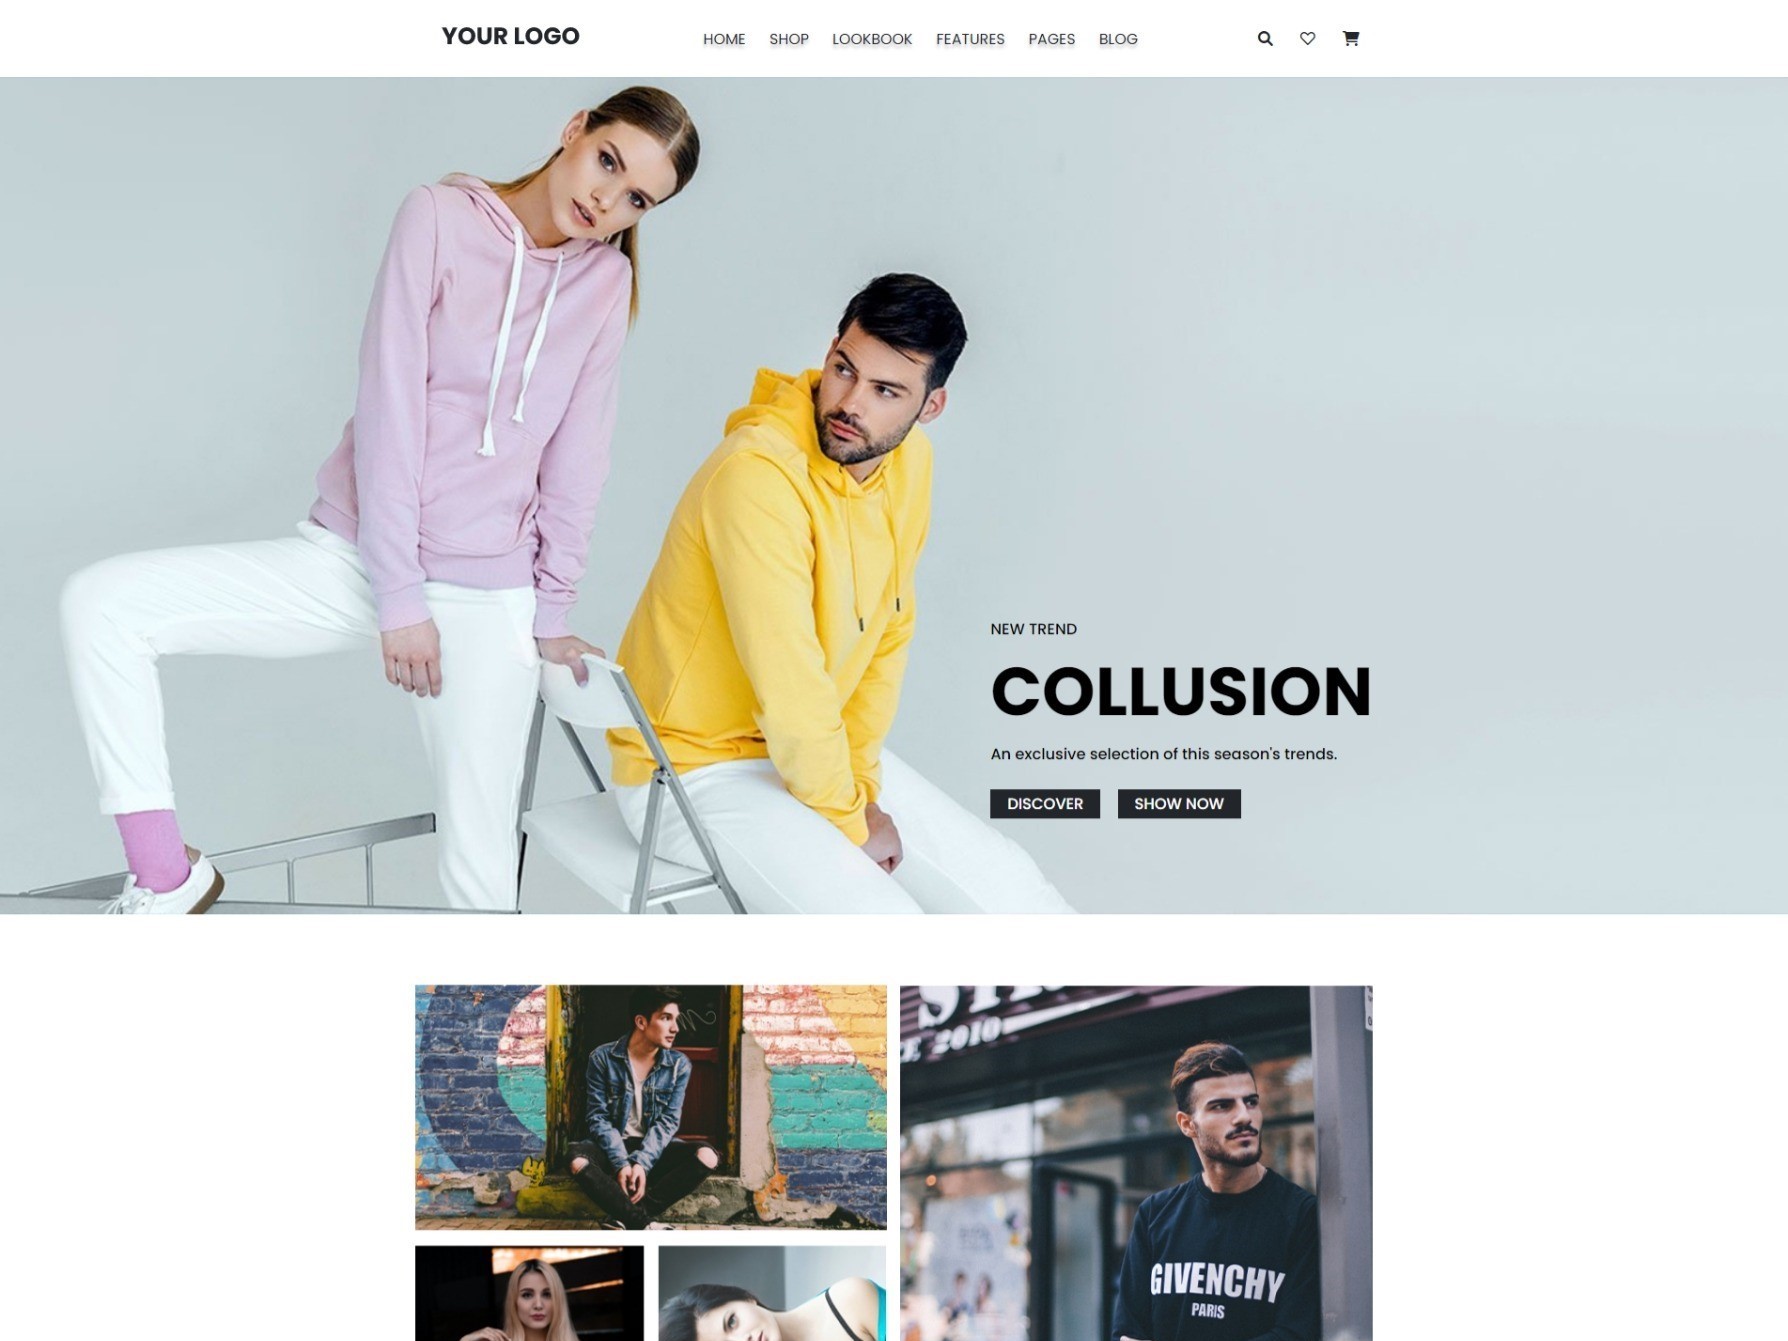 YOUR LOGO
HOME SHOP LOOKBOOK FEATURES PAGES BLOG
NEW TREND
COLLUSION
An exclusive selection of this season's trends.
DISCOVER SHOW NOW
2010
GIVENCHY
PARIS